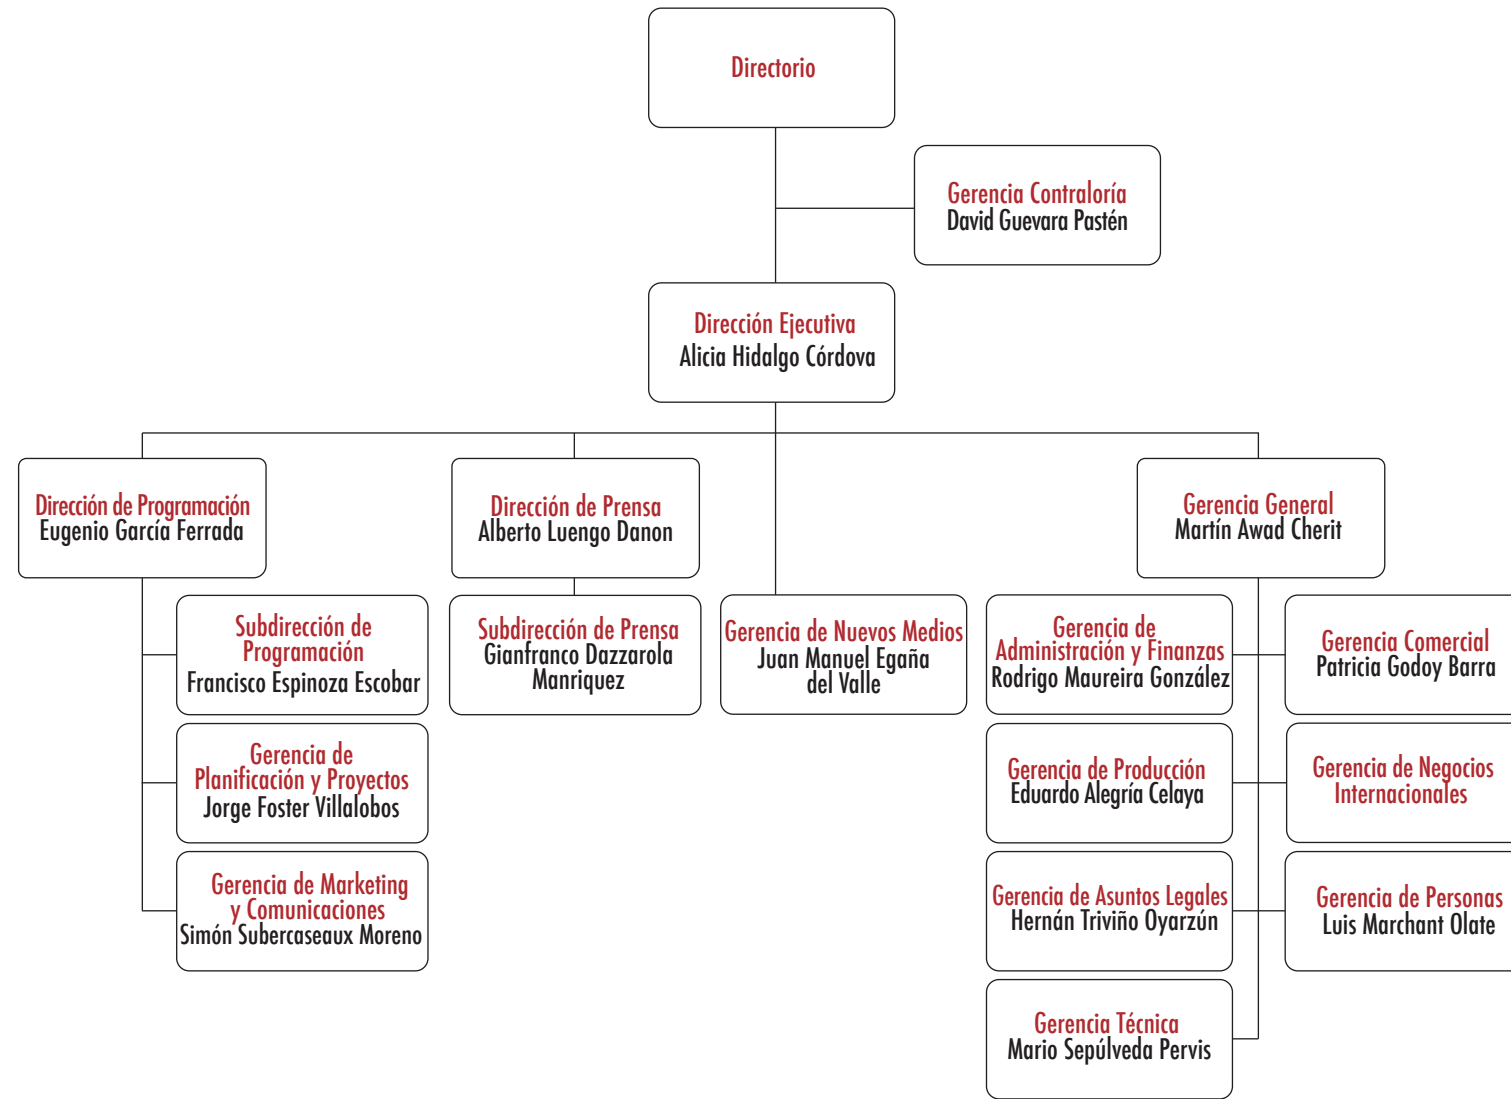 Directorio
Gerencia Contraloría
David Guevara Pastén
Dirección Ejecutiva
Alicia Hidalgo Córdova
Dirección de Programación
Eugenio García Ferrada
Dirección de Prensa
Alberto Luengo Danon
Gerencia General
Martín Awad Cherit
Subdirección de
Programación
Francisco Espinoza Escobar
Subdirección de Prensa
Gianfranco Dazzarola
Manriquez
Gerencia de Nuevos Medios
Juan Manuel Egaña
del Valle
Gerencia de
Administración y Finanzas
Rodrigo Maureira González
Gerencia Comercial
Patricia Godoy Barra
Gerencia de
Planificación y Proyectos
Jorge Foster Villalobos
Gerencia de Producción
Eduardo Alegría Celaya
Gerencia de Negocios
Internacionales
Gerencia de Marketing
y Comunicaciones
Simón Subercaseaux Moreno
Gerencia de Asuntos Legales
Hernán Triviño Oyarzún
Gerencia de Personas
Luis Marchant Olate
Gerencia Técnica
Mario Sepúlveda Pervis